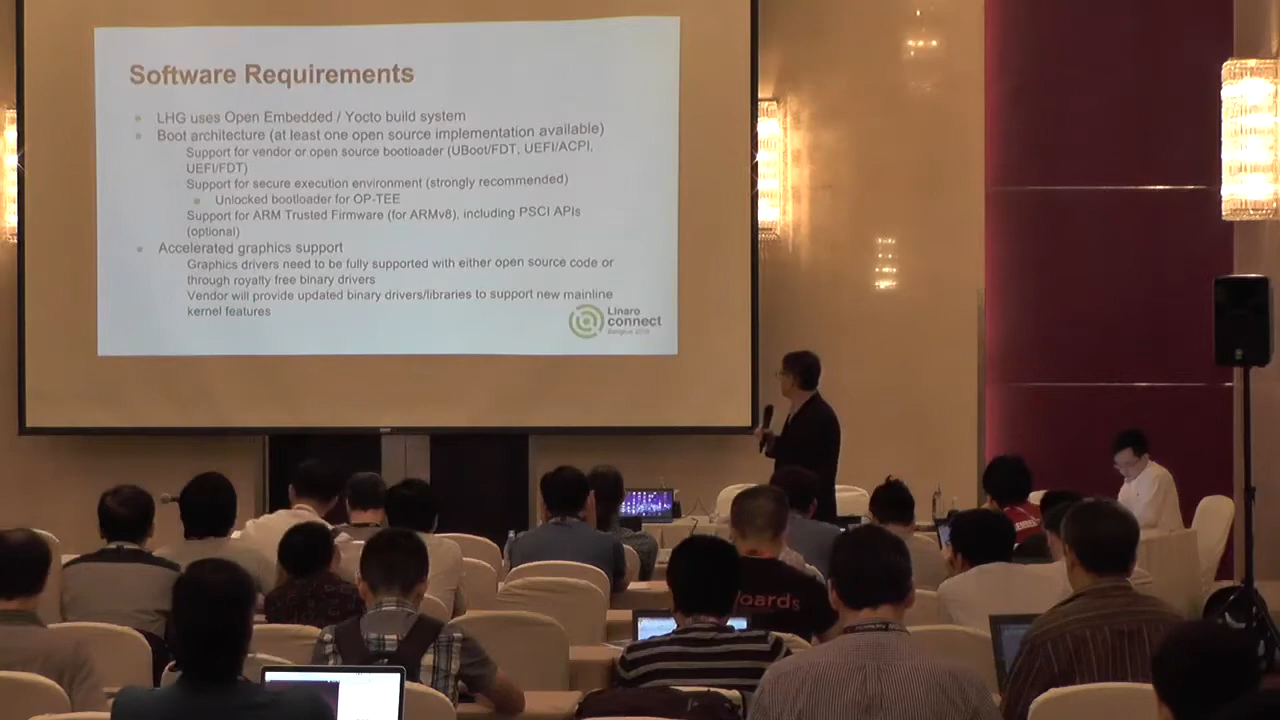 Software Requirements
LHG uses Open Embedded / Yocto build system
Boot architecture (at least one open source implementation available)
Support for vendor or open source bootloader (UBoot/FDT, UEFI/ACPI,
UEFI/FDT)
Support for secure execution environment (strongly recommended)
Unlocked bootloader for OP-TEE
Support for ARM Trusted Firmware (for ARMv8), including PSCI APIs
(optional)
Accelerated graphics support
Graphics drivers need to be fully supported with either open source code or
through royalty free binary drivers
Vendor will provide updated binary drivers/libraries to support new mainline
kernel features
Linaro
connect
Bangkok 2016